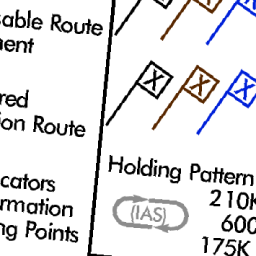 sable Route
ment
red
ion Route
cators
rmation
ng Points
X X X
Holding Pattern
(IAS)
210K
600
175K